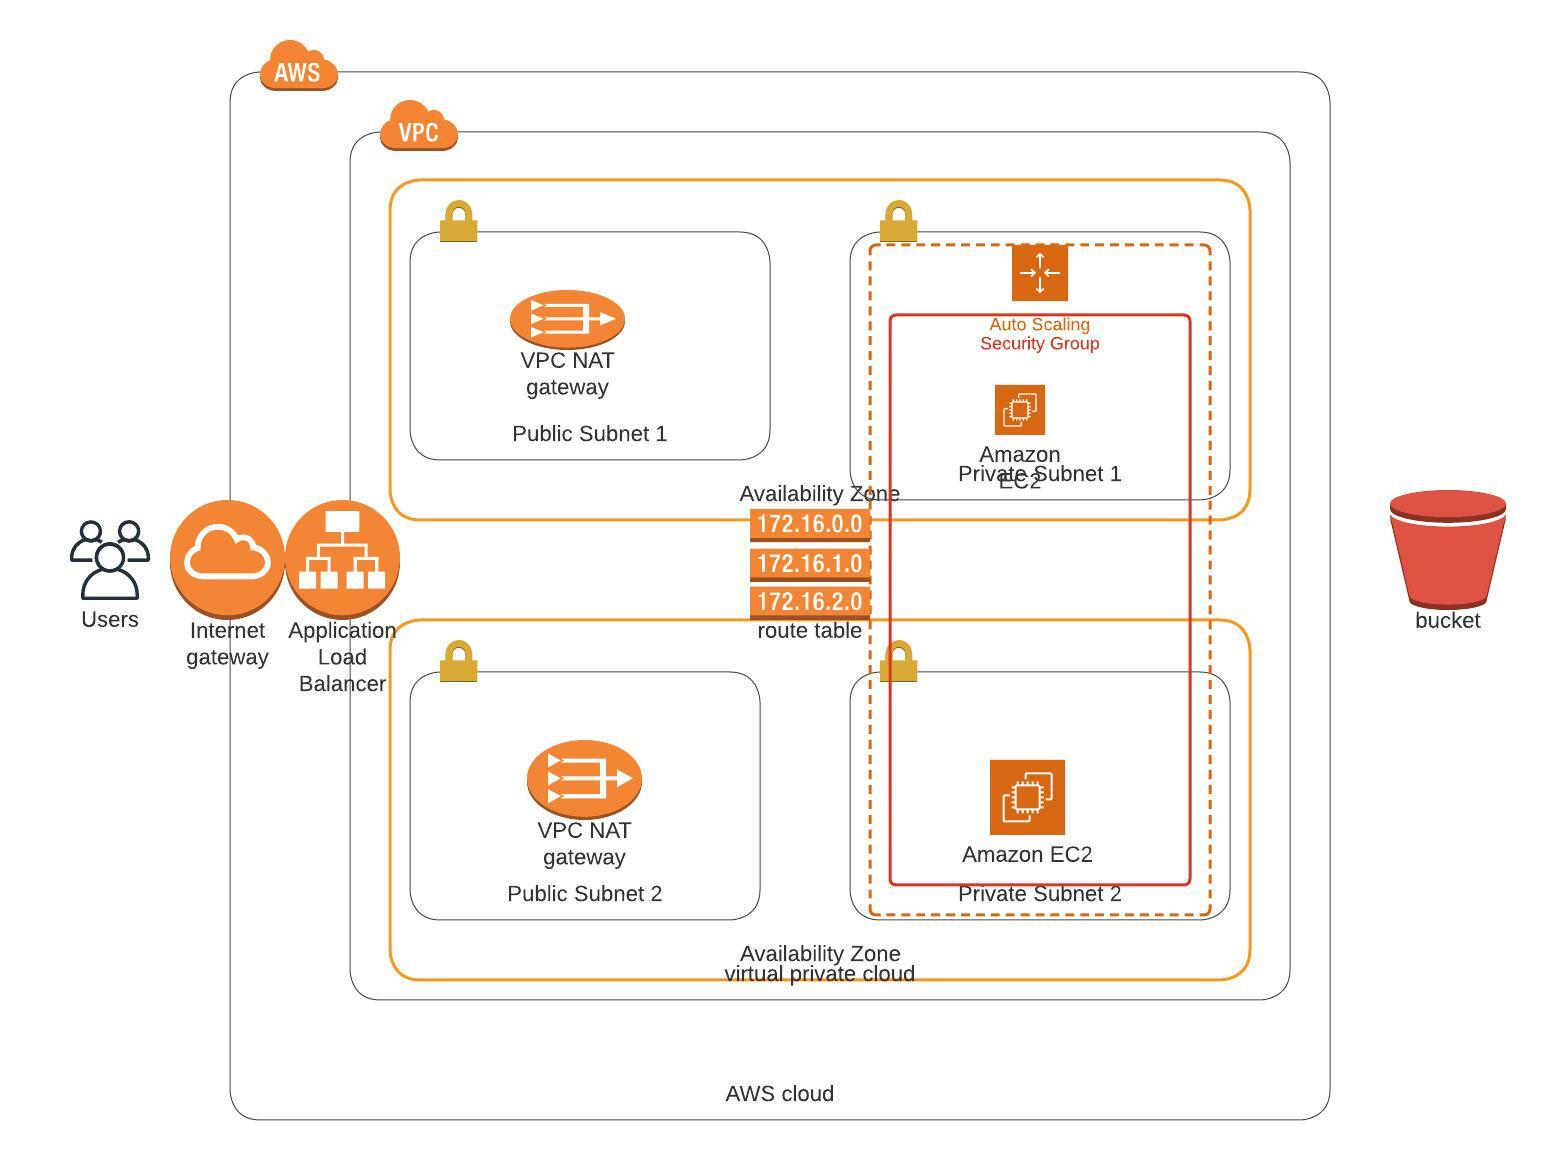 AWS
VPC
Auto Scaling
Security Group
VPC NAT
gateway
Public Subnet 1
Amazon
EC2
Private Subnet 1
Availability Zone
172.16.0.0
172.16.1.0
172.16.2.0
route table
Users
Internet
gateway
Application
Load
Balancer
bucket
VPC NAT
gateway
Public Subnet 2
Amazon EC2
Private Subnet 2
Availability Zone
virtual private cloud
AWS cloud